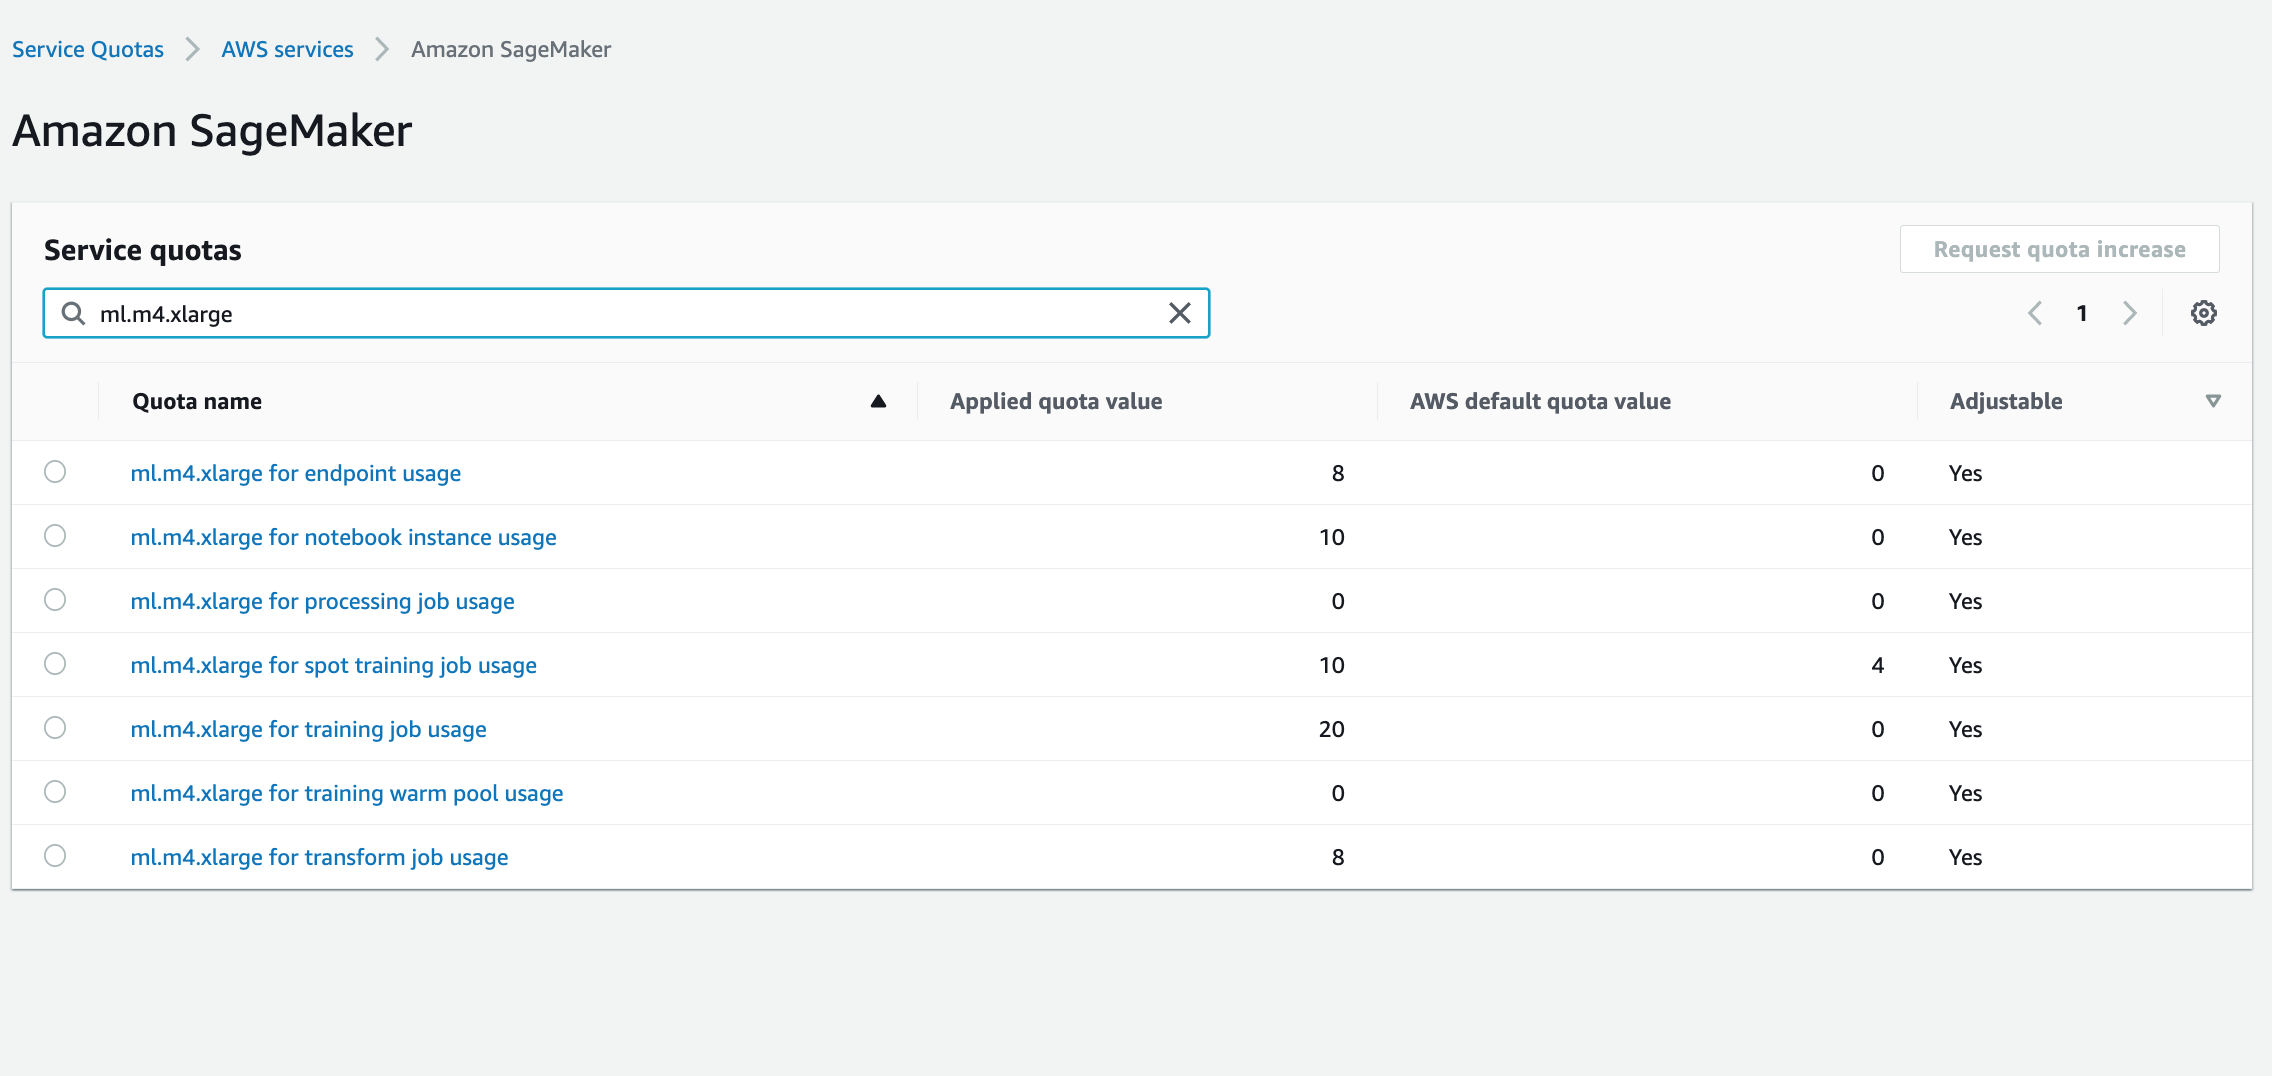 Service Quotas AWS services Amazon SageMaker
Amazon SageMaker
Service quotas
Request quota increase
ml.m4.xlarge
1
Quota name Applied quota value AWS default quota value Adjustable
ml.m4.xlarge for endpoint usage 8 0 Yes
ml.m4.xlarge for notebook instance usage 10 0 Yes
ml.m4.xlarge for processing job usage 0 0 Yes
ml.m4.xlarge for spot training job usage 10 4 Yes
ml.m4.xlarge for training job usage 20 0 Yes
ml.m4.xlarge for training warm pool usage 0 0 Yes
ml.m4.xlarge for transform job usage 8 0 Yes